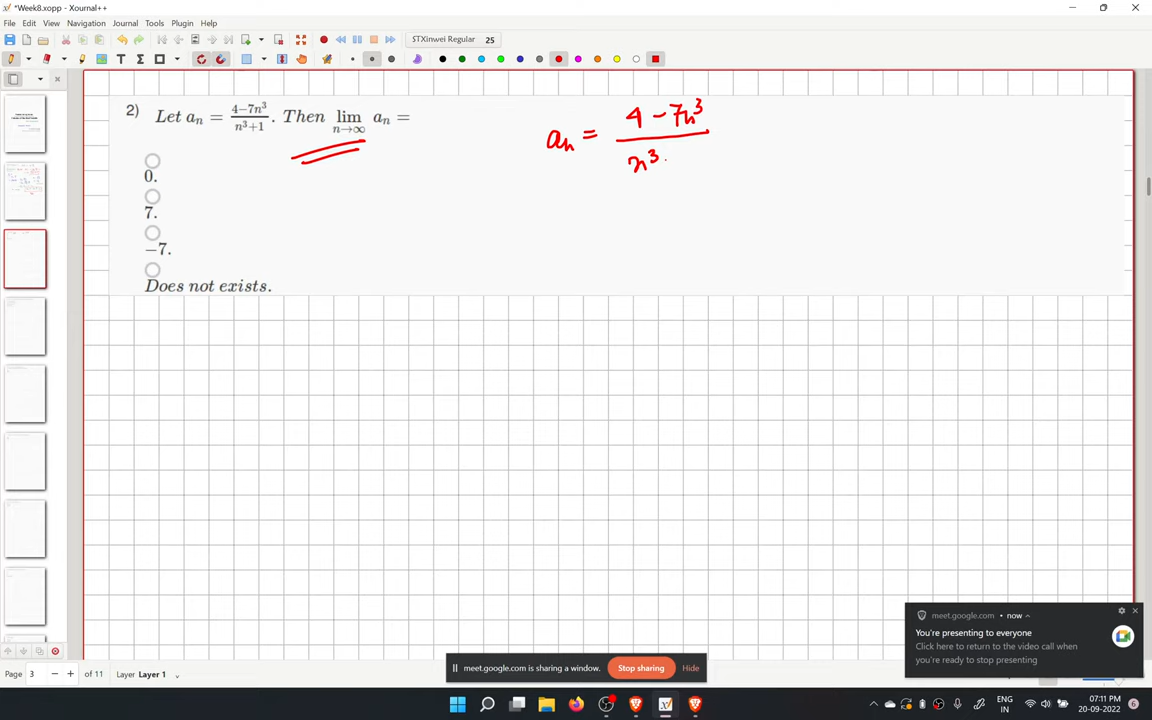 *Week8.xopp - Xournal++
File Edit View Navigation Journal Tools Plugin Help
STXinwei Regular 25
2) Let aₙ = (4−7n³)/(n³+1). Then lim n→∞ aₙ =
0.
7.
−7.
Does not exists.
aₙ = (4 − 7n³)/(n³
meet.google.com • now
You're presenting to everyone
Click here to return to the video call when
you're ready to stop presenting
Page 3 of 11 Layer Layer 1
meet.google.com is sharing a window. Stop sharing Hide
ENG
IN
07:11 PM
20-09-2022
6